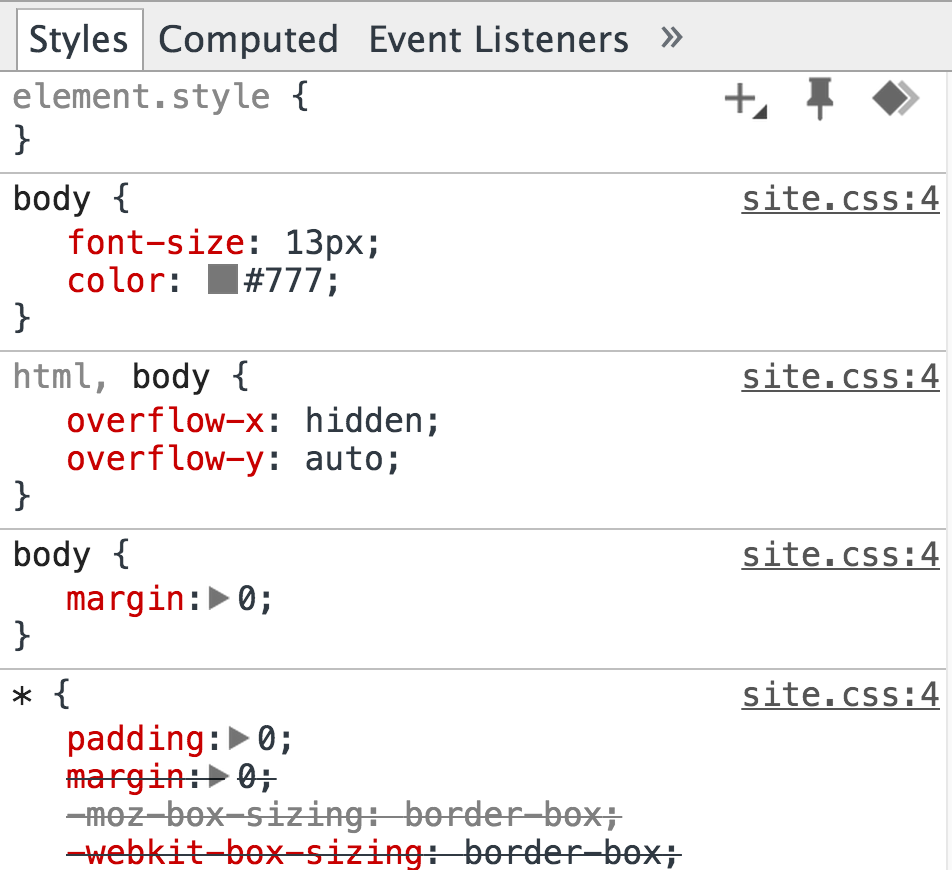 Styles Computed Event Listeners »
element.style {
}
body { site.css:4
font-size: 13px;
color: #777;
}
html, body { site.css:4
overflow-x: hidden;
overflow-y: auto;
}
body { site.css:4
margin: 0;
}
* { site.css:4
padding: 0;
margin: 0;
-moz-box-sizing: border-box;
-webkit-box-sizing: border-box;